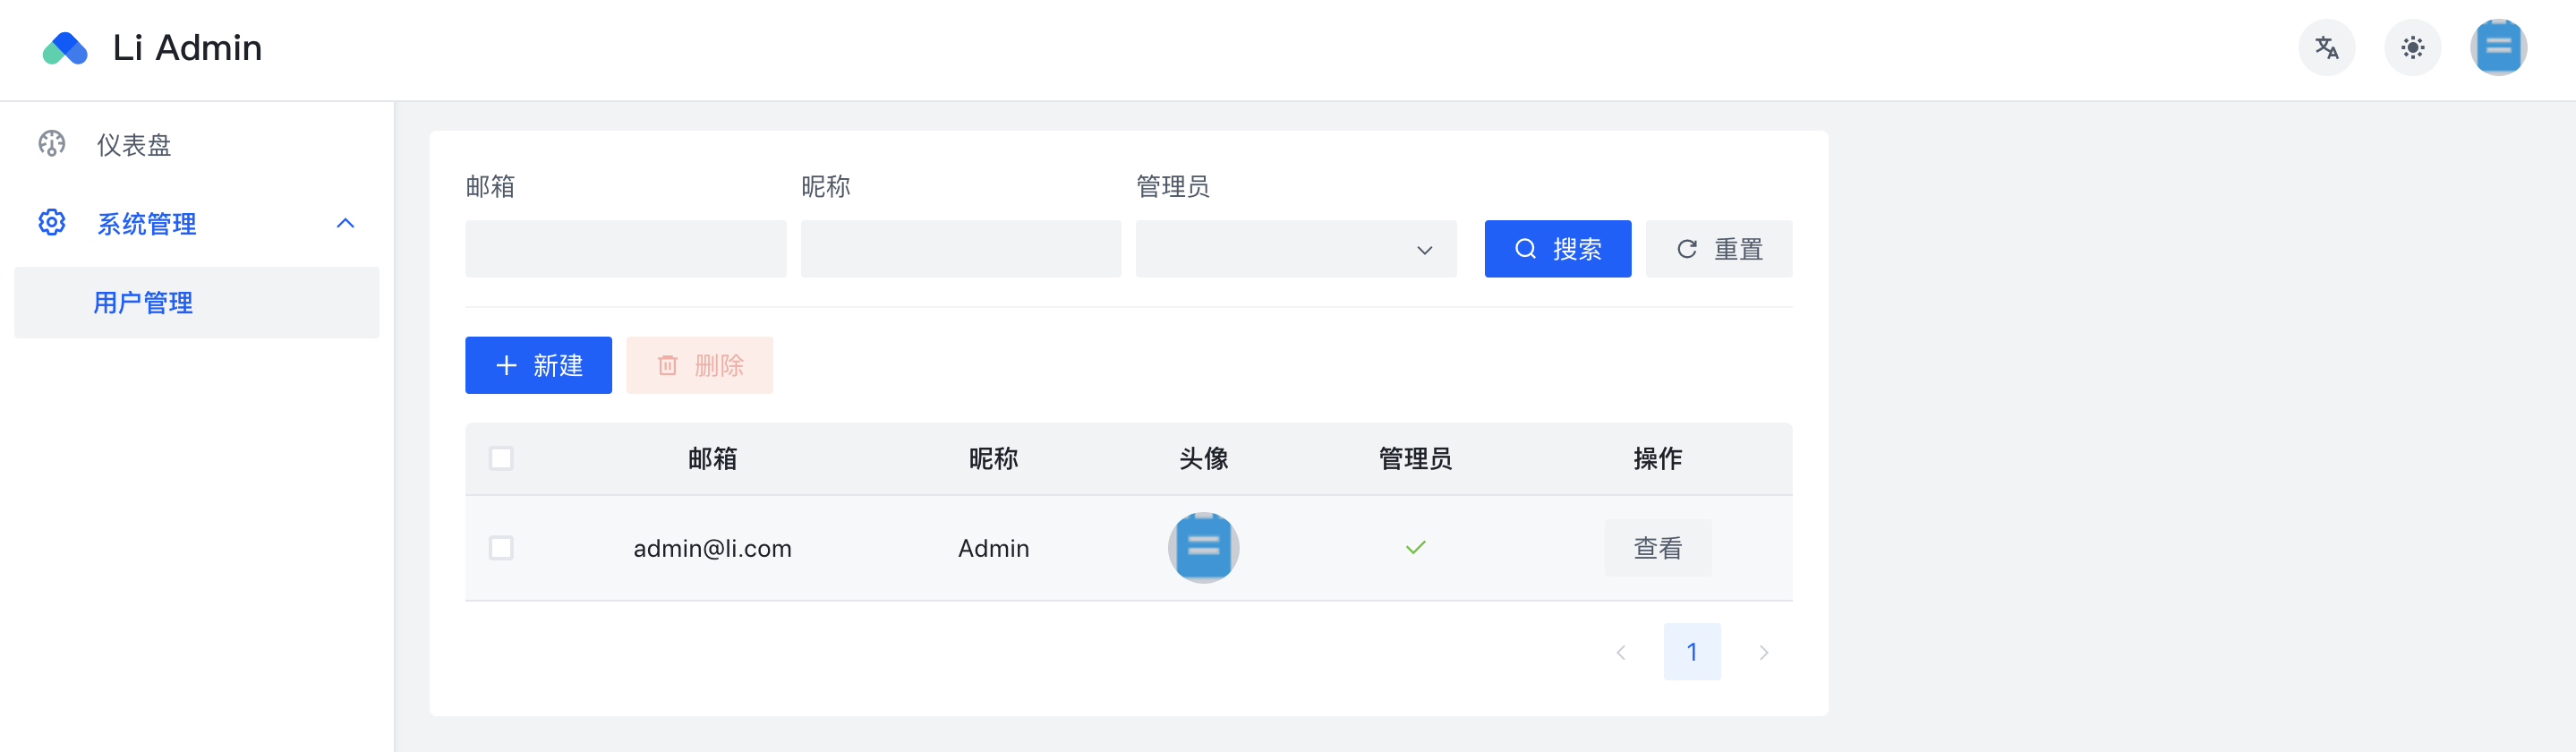 Li Admin
仪表盘
系统管理
用户管理
邮箱 昵称 管理员
搜索 重置
新建 删除
邮箱 昵称 头像 管理员 操作
admin@li.com Admin 查看
1